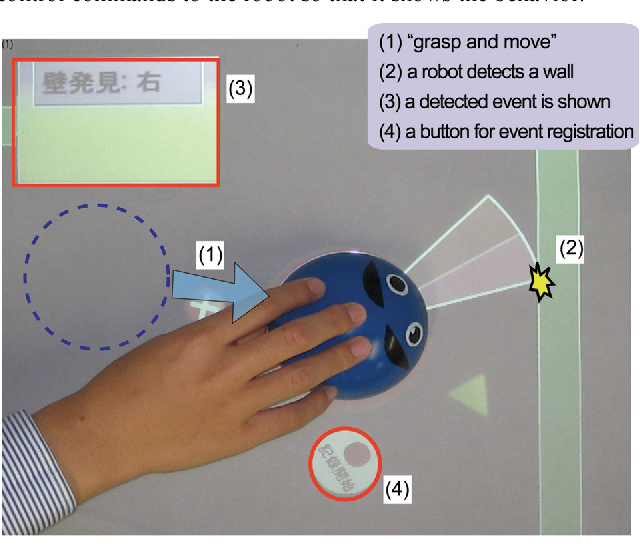 control commands to the robot so that it shows the behavior.
(1)
(1) “grasp and move”
(2) a robot detects a wall
(3) a detected event is shown
(4) a button for event registration
壁発見: 右
(3)
(1)
(2)
記録開始
(4)